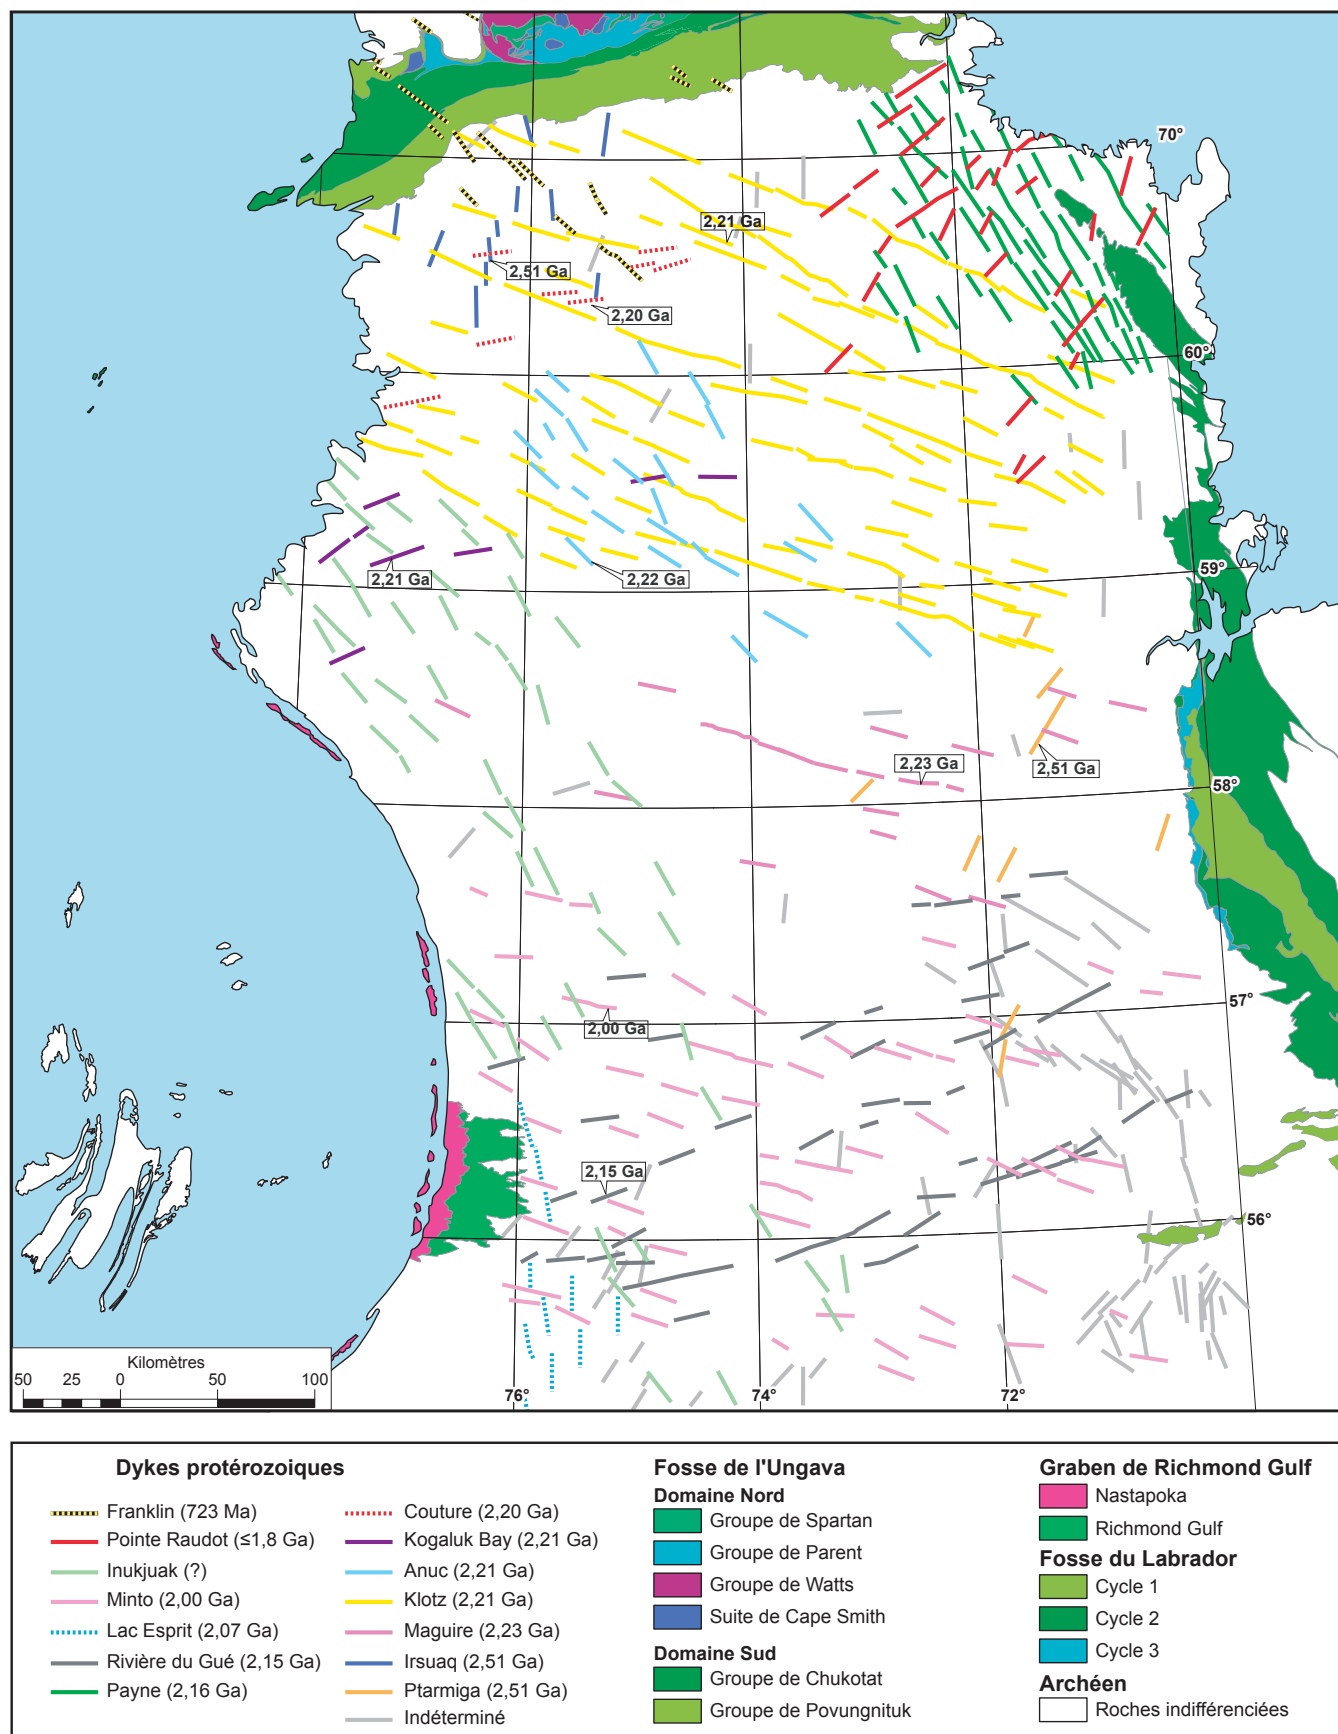 70°
2,21 Ga
2,51 Ga
2,20 Ga
60°
2,21 Ga
2,22 Ga
59°
2,23 Ga
2,51 Ga
58°
57°
2,00 Ga
2,15 Ga
56°
Kilomètres
50 25 0 50 100
76° 74° 72°
Dykes protérozoiques
Franklin (723 Ma)
Pointe Raudot (≤1,8 Ga)
Inukjuak (?)
Minto (2,00 Ga)
Lac Esprit (2,07 Ga)
Rivière du Gué (2,15 Ga)
Payne (2,16 Ga)
Couture (2,20 Ga)
Kogaluk Bay (2,21 Ga)
Anuc (2,21 Ga)
Klotz (2,21 Ga)
Maguire (2,23 Ga)
Irsuaq (2,51 Ga)
Ptarmiga (2,51 Ga)
Indéterminé
Fosse de l'Ungava
Domaine Nord
Groupe de Spartan
Groupe de Parent
Groupe de Watts
Suite de Cape Smith
Domaine Sud
Groupe de Chukotat
Groupe de Povungnituk
Graben de Richmond Gulf
Nastapoka
Richmond Gulf
Fosse du Labrador
Cycle 1
Cycle 2
Cycle 3
Archéen
Roches indifférenciées